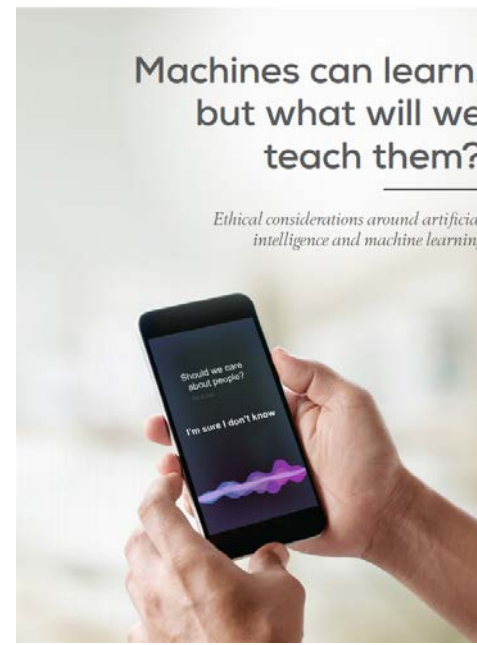 Machines can learn,
but what will we
teach them?
Ethical considerations around artificia
intelligence and machine learnin
Should we care
about people?
I'm sure I don't know